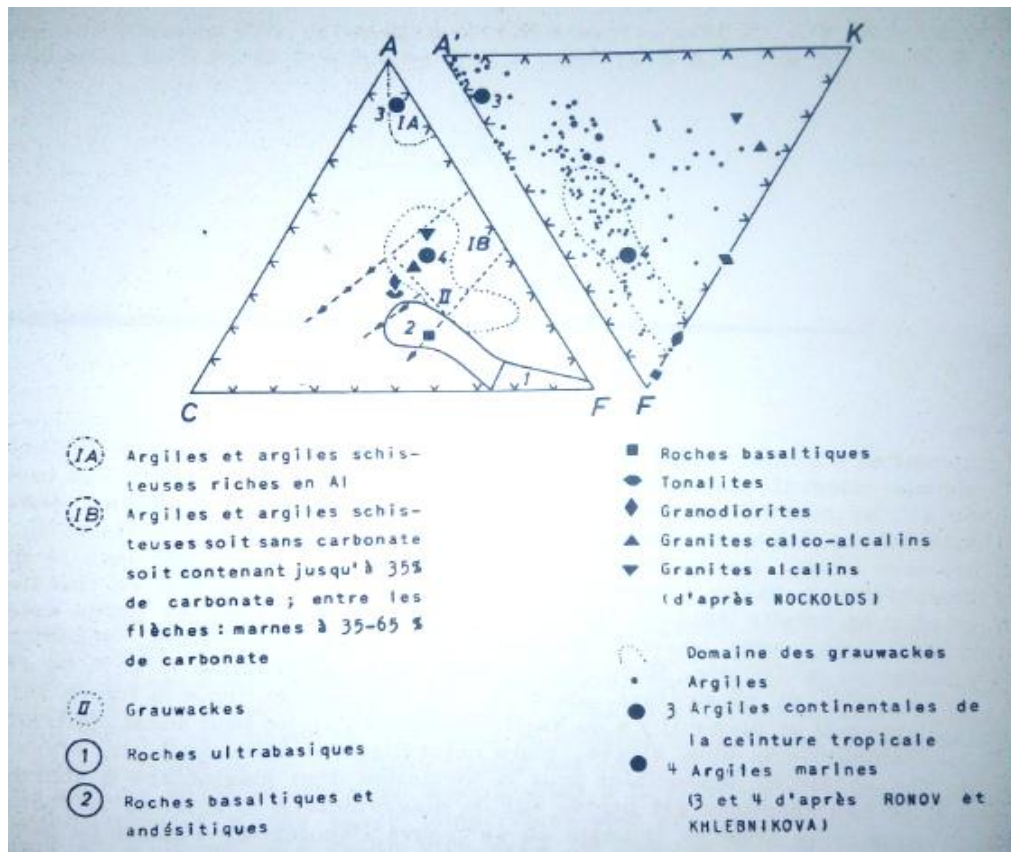 A
A'
K
3
IA
3
IB
4
II
2
1
4
C
F
F
IA Argiles et argiles schis-
teuses riches en Al
IB Argiles et argiles schis-
teuses soit sans carbonate
soit contenant jusqu'à 35%
de carbonate ; entre les
flèches : marnes à 35-65 %
de carbonate
II Grauwackes
1 Roches ultrabasiques
2 Roches basaltiques et
andésitiques
Roches basaltiques
Tonalites
Granodiorites
Granites calco-alcalins
Granites alcalins
(d'après NOCKOLDS)
Domaine des grauwackes
Argiles
3 Argiles continentales de
la ceinture tropicale
4 Argiles marines
(3 et 4 d'après RONOV et
KHLEBNIKOVA)